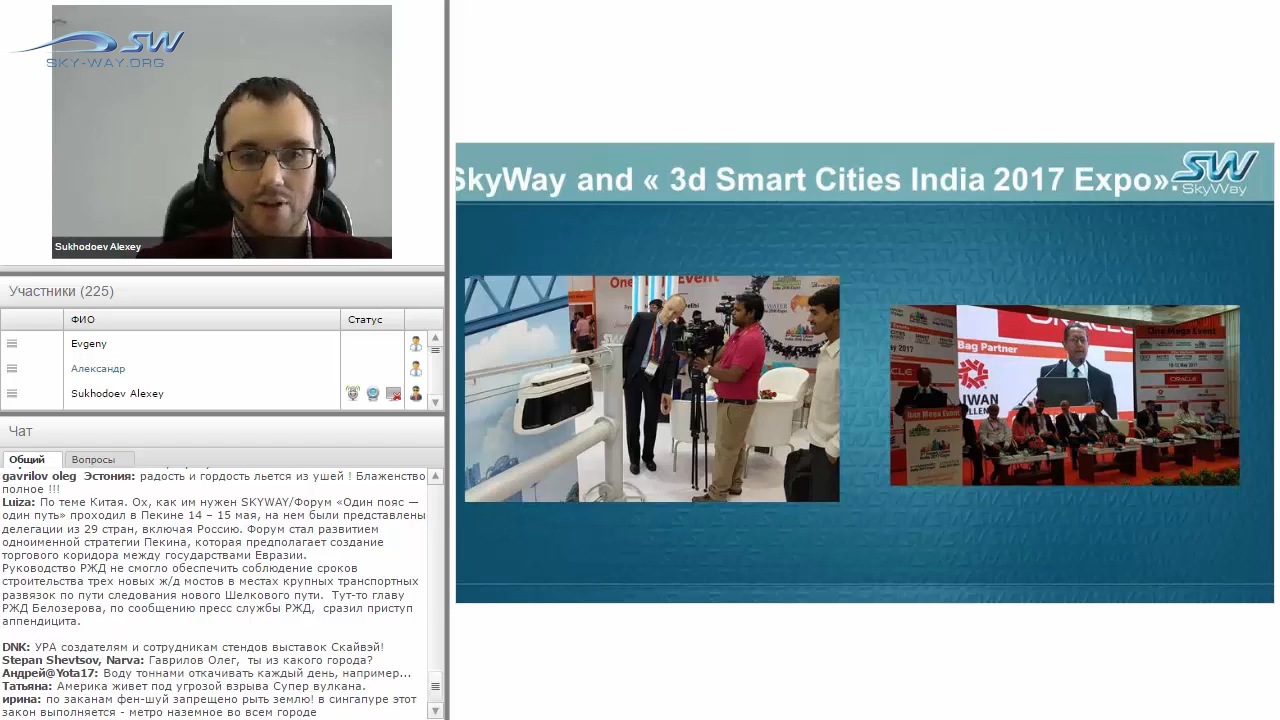 SW
SKY-WAY.ORG
Sukhodoev Alexey
Участники (225)
ФИО
Статус
Evgeny
Александр
Sukhodoev Alexey
Чат
Общий
Вопросы
gavrilov oleg Эстония: радость и гордость льется из ушей ! Блаженство
полное !!!
Luiza: По теме Китая. Ох, как им нужен SKYWAY/Форум «Один пояс —
один путь» проходил в Пекине 14 – 15 мая, на нем были представлены
делегации из 29 стран, включая Россию. Форум стал развитием
одноименной стратегии Пекина, которая предполагает создание
торгового коридора между государствами Евразии.
Руководство РЖД не смогло обеспечить соблюдение сроков
строительства трех новых ж/д мостов в местах крупных транспортных
развязок по пути следования нового Шелкового пути. Тут-то главу
РЖД Белозерова, по сообщению пресс службы РЖД, сразил приступ
аппендицита.
DNK: УРА создателям и сотрудникам стендов выставок Скайвэй!
Stepan Shevtsov, Narva: Гаврилов Олег, ты из какого города?
Андрей@Yota17: Воду тоннами откачивать каждый день, например...
Татьяна: Америка живет под угрозой взрыва Супер вулкана.
ирина: по заканам фен-шуй запрещено рыть землю! в сингапуре этот
закон выполняется - метро наземное во всем городе
SkyWay and « 3d Smart Cities India 2017 Expo».
SW
SkyWay
One
Event
ORACLE
Bag Partner
One Mega Event
May 2017
ORACLE
IWAN
One Mega Event